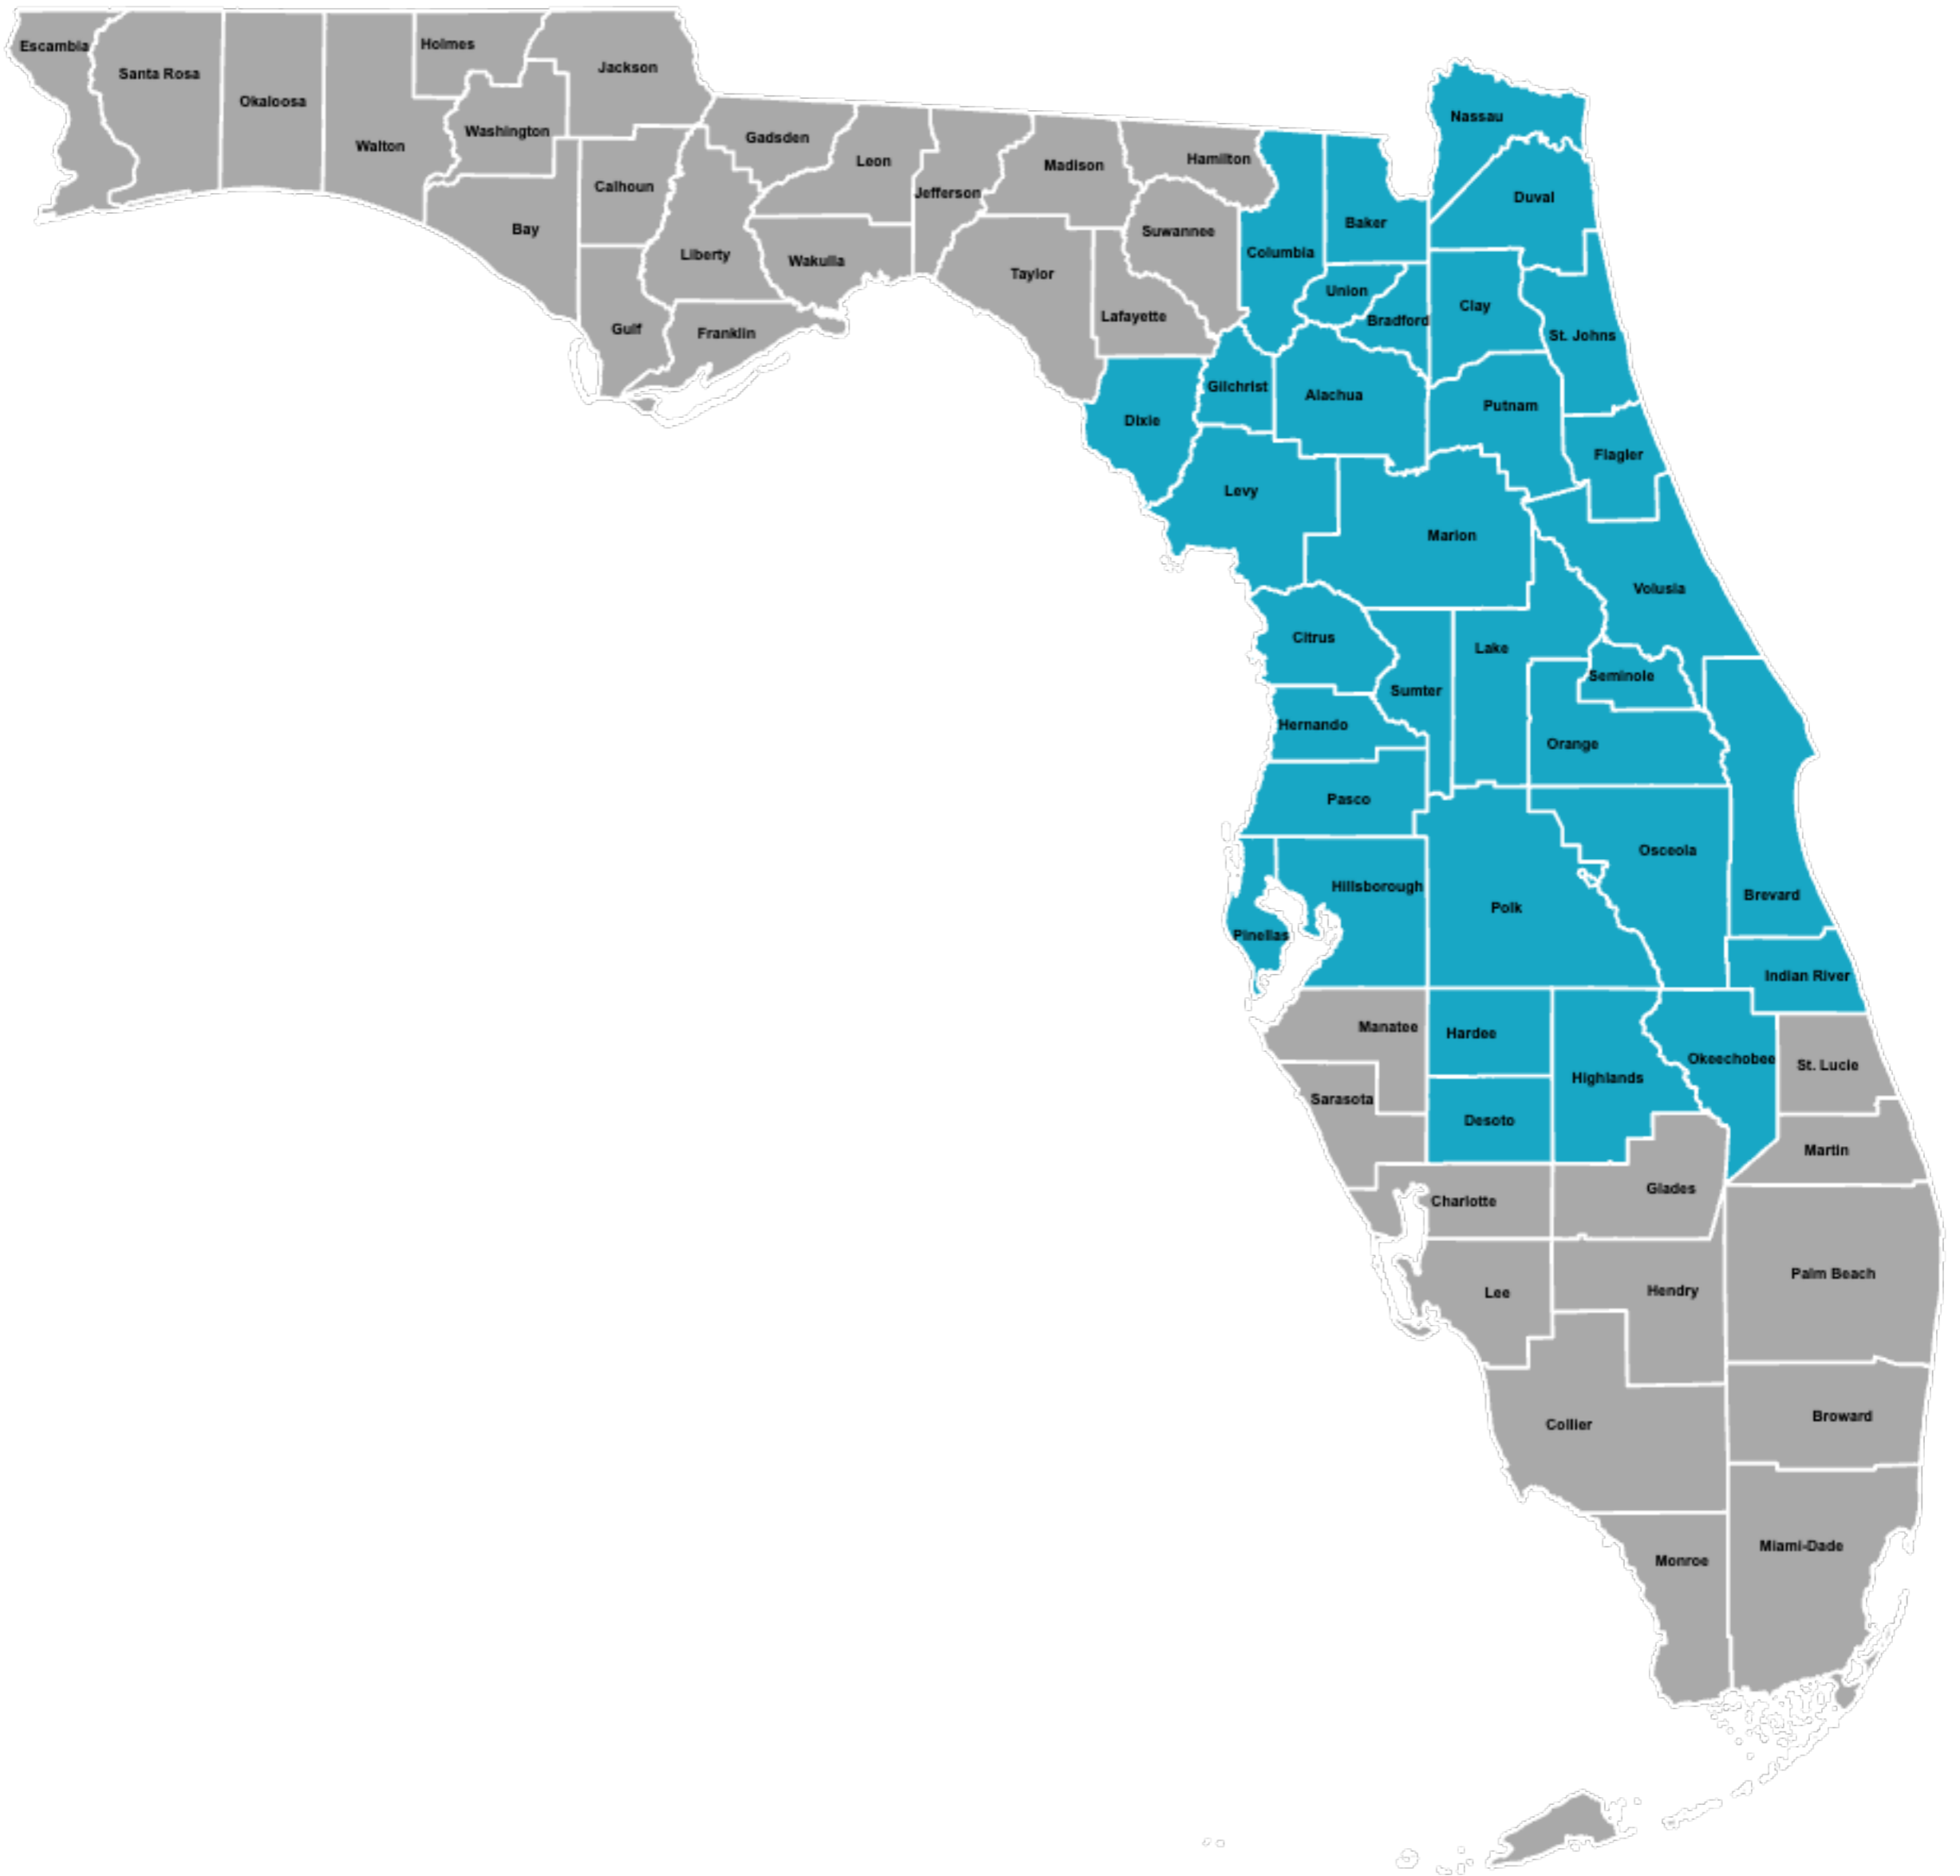 Escambia
Santa Rosa
Okaloosa
Walton
Holmes
Washington
Jackson
Bay
Calhoun
Gulf
Liberty
Franklin
Gadsden
Leon
Wakulla
Jefferson
Madison
Taylor
Hamilton
Suwannee
Lafayette
Columbia
Baker
Nassau
Duval
Union
Bradford
Clay
St. Johns
Dixie
Gilchrist
Alachua
Putnam
Flagler
Levy
Marion
Volusia
Citrus
Sumter
Lake
Seminole
Hernando
Orange
Pasco
Osceola
Hillsborough
Pinellas
Polk
Brevard
Indian River
Manatee
Hardee
Okeechobee
St. Lucie
Highlands
Sarasota
Desoto
Martin
Charlotte
Glades
Palm Beach
Lee
Hendry
Collier
Broward
Monroe
Miami-Dade